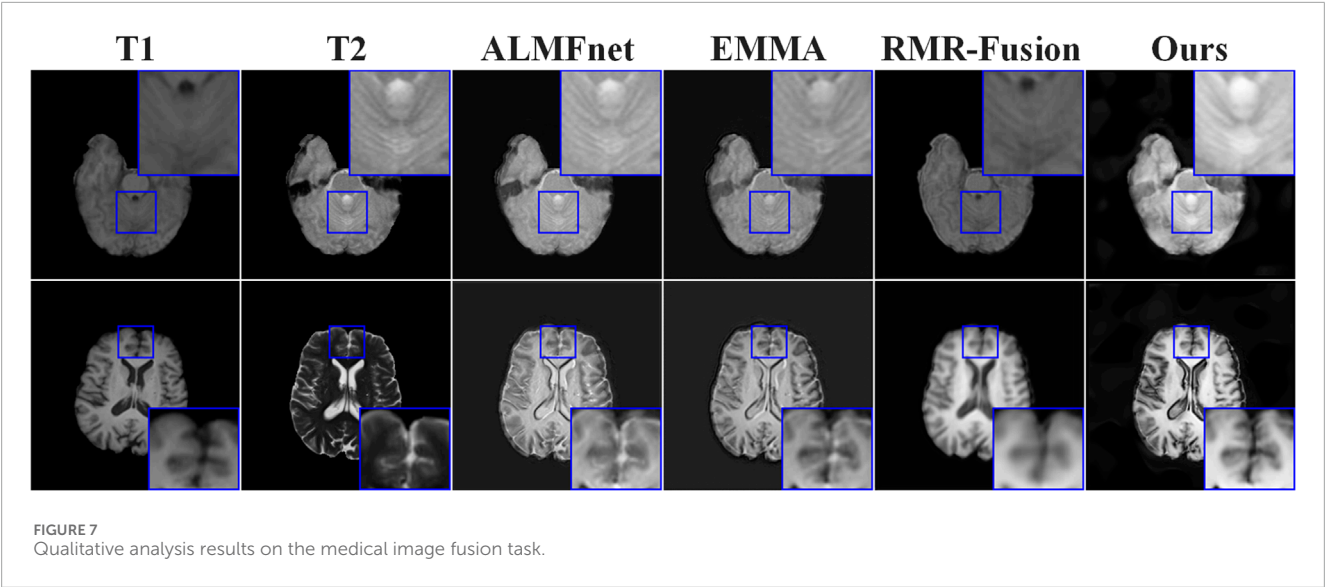 T1 T2 ALMFnet EMMA RMR-Fusion Ours
FIGURE 7
Qualitative analysis results on the medical image fusion task.